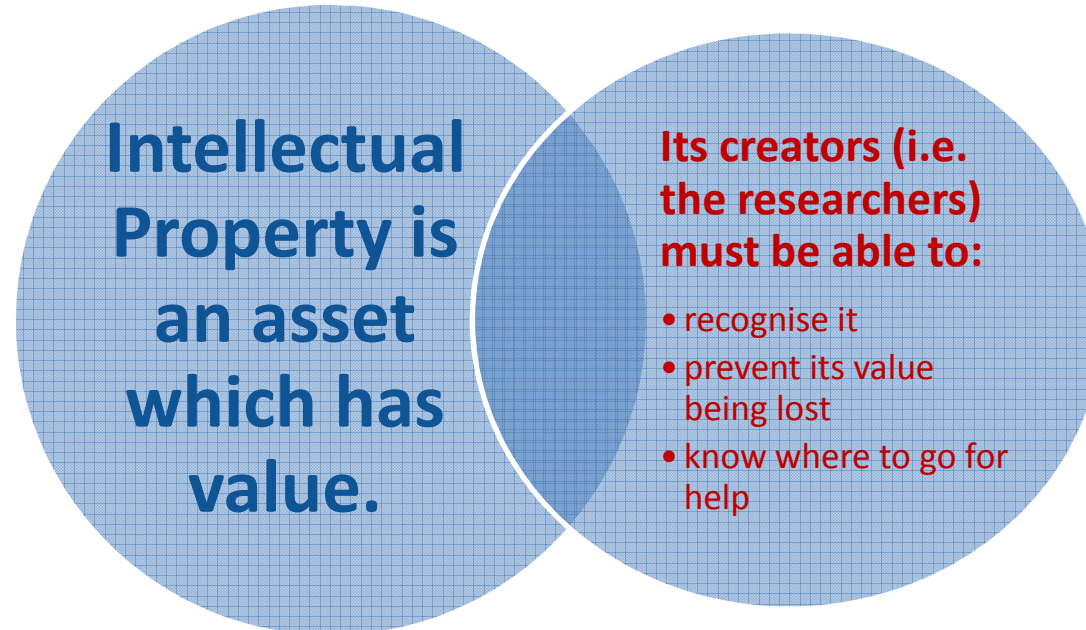 Intellectual
Property is
an asset
which has
value.
Its creators (i.e.
the researchers)
must be able to:
• recognise it
• prevent its value
being lost
• know where to go for
help